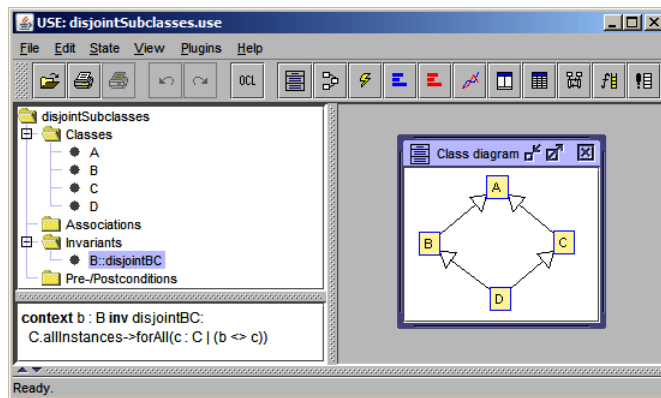 USE: disjointSubclasses.use
File Edit State View Plugins Help
OCL
disjointSubclasses
Classes
A
B
C
D
Associations
Invariants
B::disjointBC
Pre-/Postconditions
context b : B inv disjointBC:
C.allInstances->forAll(c : C | (b <> c))
Class diagram
A
B
C
D
Ready.